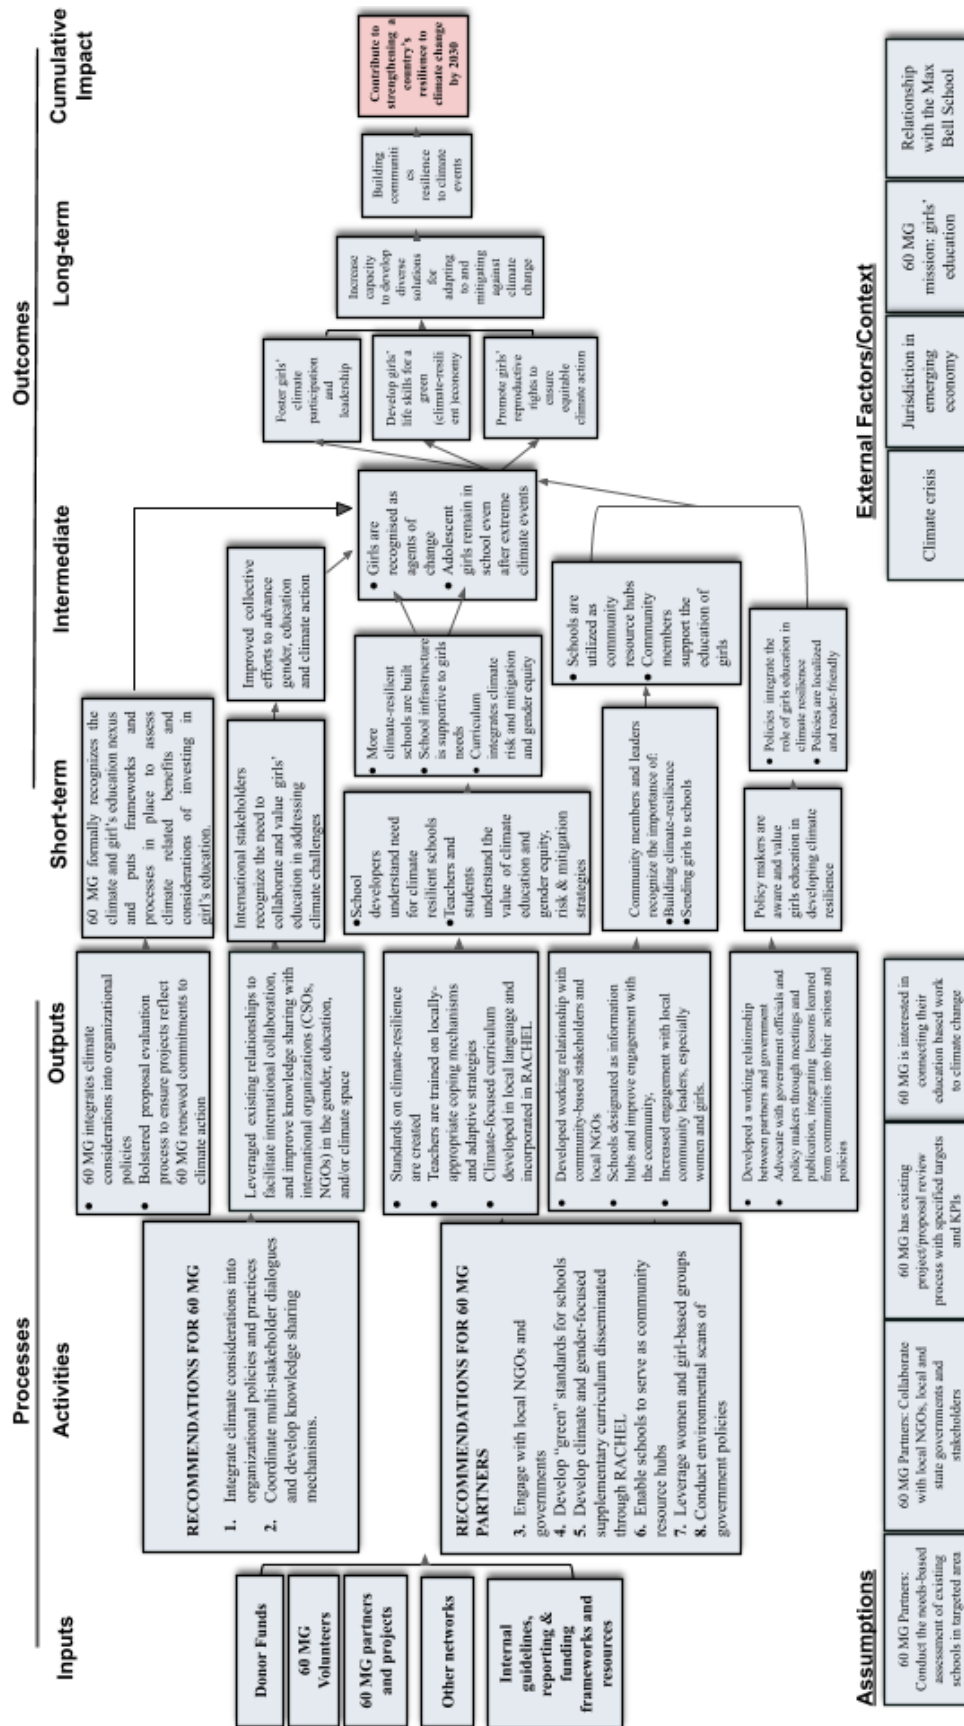 Processes
Outcomes
Inputs
Activities
Outputs
Short-term
Intermediate
Long-term
Cumulative
Impact
Donor Funds
60 MG
Volunteers
60 MG partners
and projects
Other networks
Internal
guidelines,
reporting &
funding
frameworks and
resources
RECOMMENDATIONS FOR 60 MG
1. Integrate climate considerations into
organizational policies and practices
2. Coordinate multi-stakeholder dialogues
and develop knowledge sharing
mechanisms.
RECOMMENDATIONS FOR 60 MG
PARTNERS
3. Engage with local NGOs and
governments
4. Develop “green” standards for schools
5. Develop climate and gender-focused
supplementary curriculum disseminated
through RACHEL
6. Enable schools to serve as community
resource hubs
7. Leverage women and girl-based groups
8. Conduct environmental scans of
government policies
• 60 MG integrates climate
considerations into organizational
policies
• Bolstered proposal evaluation
process to ensure projects reflect
60 MG renewed commitments to
climate action
• Leveraged existing relationships to
facilitate international collaboration,
and improve knowledge sharing with
international organizations (CSOs,
NGOs) in the gender, education,
and/or climate space
• Standards on climate-resilience
are created
• Teachers are trained on locally-
appropriate coping mechanisms
and adaptive strategies
• Climate-focused curriculum
developed in local language and
incorporated in RACHEL
• Developed working relationship with
community-based stakeholders and
local NGOs
• Schools designated as information
hubs and improve engagement with
the community,
• Increased engagement with local
community leaders, especially
women and girls.
• Developed a working relationship
between partners and government
• Advocate with government officials and
policy makers through meetings and
publication, integrating lessons learned
from communities into their actions and
policies
60 MG formally recognizes the
climate and girl’s education nexus
and puts frameworks and
processes in place to assess
climate related benefits and
considerations of investing in
girl’s education.
International stakeholders
recognize the need to
collaborate and value girls’
education in addressing
climate challenges
•School
developers
understand need
for climate
resilient schools
•Teachers and
students
understand the
value of climate
education and
gender equity,
risk & mitigation
strategies
Community members and leaders
recognize the importance of:
•Building climate-resilience
•Sending girls to schools
Policy makers are
aware and value
girls education in
developing climate
resilience
Improved collective
efforts to advance
gender, education
and climate action
• More
climate-resilient
schools are built
• School infrastructure
is supportive to girls
needs
• Curriculum
integrates climate
risk and mitigation
and gender equity
• Schools are
utilized as
community
resource hubs
• Community
members
support the
education of
girls
• Policies integrate the
role of girls education in
climate resilience
• Policies are localized
and reader-friendly
• Girls are
recognised as
agents of
change
• Adolescent
girls remain in
school even
after extreme
climate events
Foster girls’
climate
participation
and
leadership
Develop girls’
life skills for a
green
(climate-resili
ent )economy
Promote girls’
reproductive
rights to
ensure
equitable
climate action
Increase
capacity
to develop
diverse
solutions
for
adapting
to and
mitigating
against
climate
change
Building
communiti
es
resilience
to climate
events
Contribute to
strengthening a
country’s
resilience to
climate change
by 2030
Assumptions
60 MG Partners:
Conduct the needs-based
assessment of existing
schools in targeted area
60 MG Partners: Collaborate
with local NGOs, local and
state governments and
stakeholders
60 MG has existing
project/proposal review
process with specified targets
and KPIs
60 MG is interested in
connecting their
education based work
to climate change
External Factors/Context
Climate crisis
Jurisdiction in
emerging
economy
60 MG
mission: girls’
education
Relationship
with the Max
Bell School